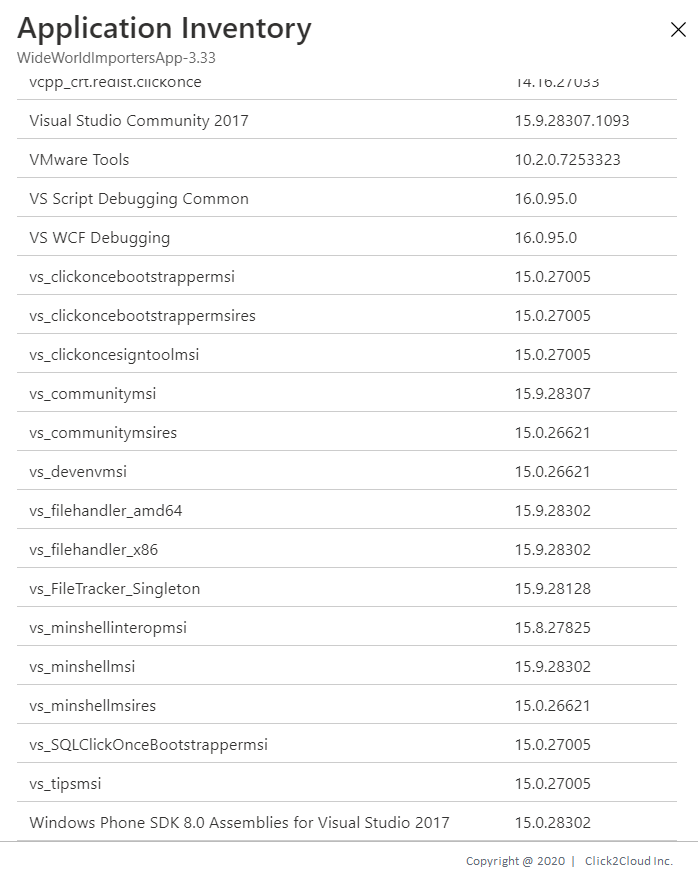 Application Inventory
WideWorldImportersApp-3.33
vcpp_crt.redist.clickonce 14.16.27033
Visual Studio Community 2017 15.9.28307.1093
VMware Tools 10.2.0.7253323
VS Script Debugging Common 16.0.95.0
VS WCF Debugging 16.0.95.0
vs_clickoncebootstrappermsi 15.0.27005
vs_clickoncebootstrappermsires 15.0.27005
vs_clickoncesigntoolmsi 15.0.27005
vs_communitymsi 15.9.28307
vs_communitymsires 15.0.26621
vs_devenvmsi 15.0.26621
vs_filehandler_amd64 15.9.28302
vs_filehandler_x86 15.9.28302
vs_FileTracker_Singleton 15.9.28128
vs_minshellinteropmsi 15.8.27825
vs_minshellmsi 15.9.28302
vs_minshellmsires 15.0.26621
vs_SQLClickOnceBootstrappermsi 15.0.27005
vs_tipsmsi 15.0.27005
Windows Phone SDK 8.0 Assemblies for Visual Studio 2017 15.0.28302
Copyright @ 2020 | Click2Cloud Inc.